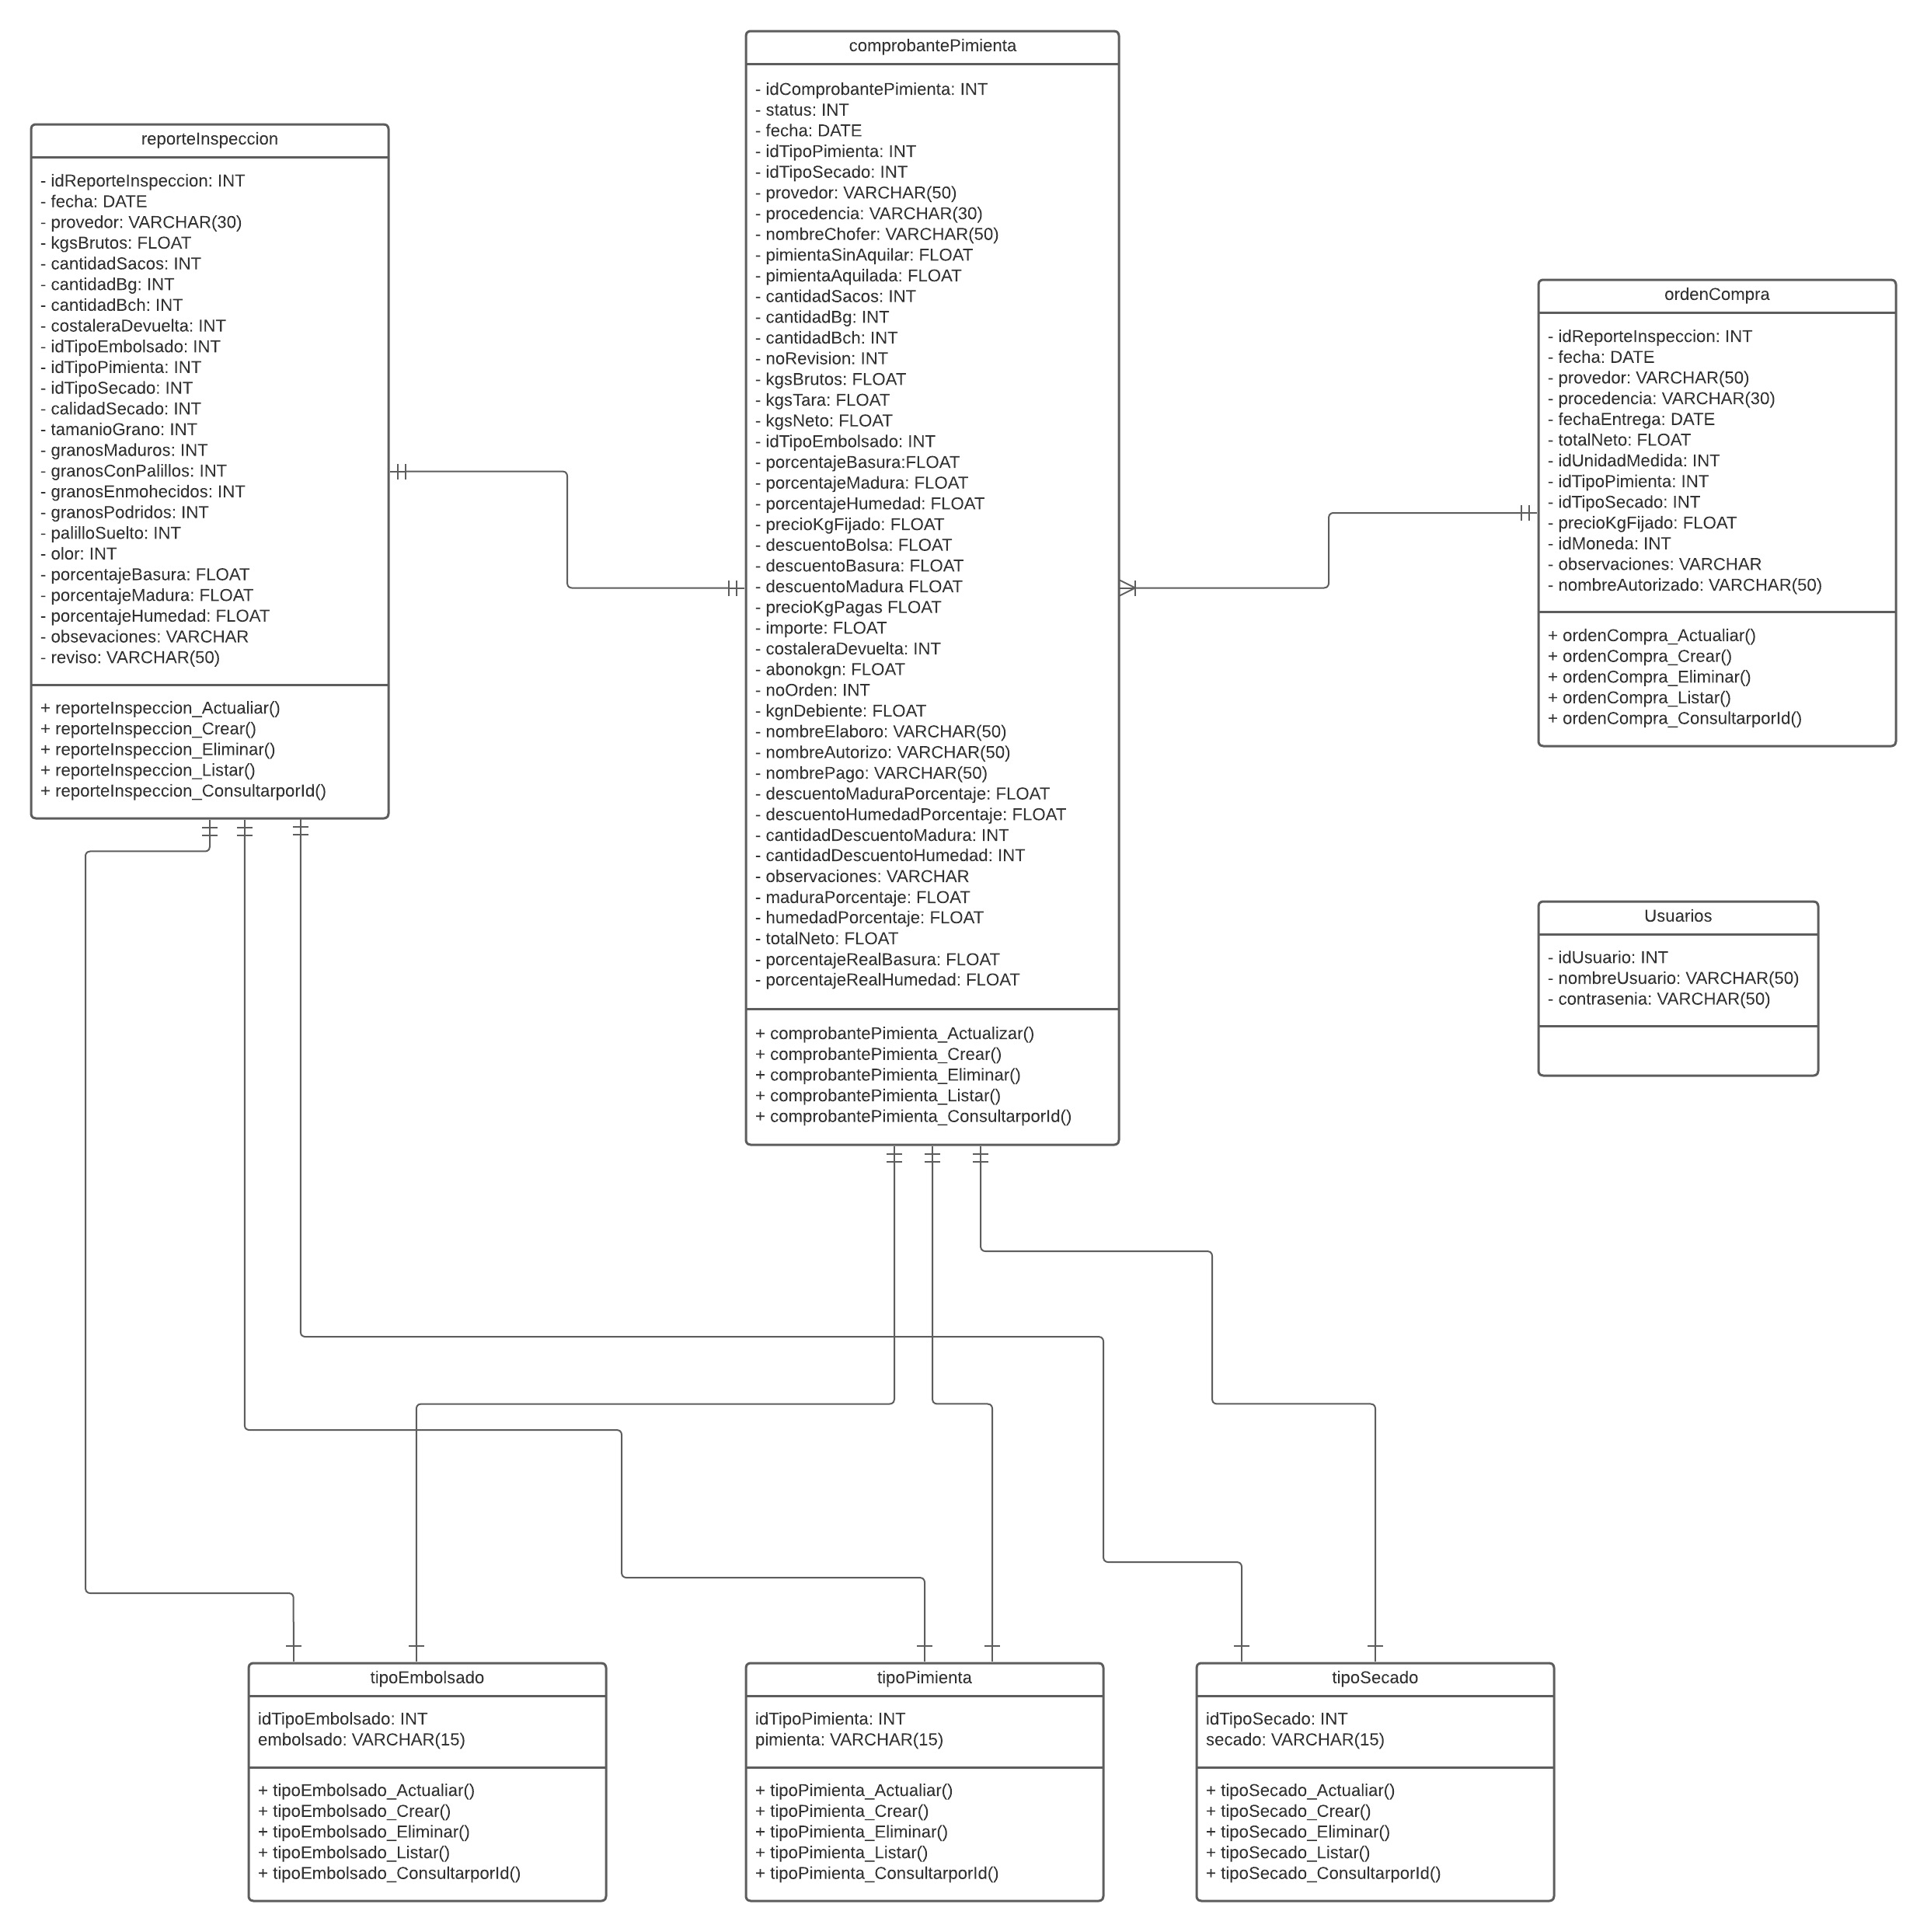 comprobantePimienta
- idComprobantePimienta: INT
- status: INT
- fecha: DATE
- idTipoPimienta: INT
- idTipoSecado: INT
- provedor: VARCHAR(50)
- procedencia: VARCHAR(30)
- nombreChofer: VARCHAR(50)
- pimientaSinAquilar: FLOAT
- pimientaAquilada: FLOAT
- cantidadSacos: INT
- cantidadBg: INT
- cantidadBch: INT
- noRevision: INT
- kgsBrutos: FLOAT
- kgsTara: FLOAT
- kgsNeto: FLOAT
- idTipoEmbolsado: INT
- porcentajeBasura:FLOAT
- porcentajeMadura: FLOAT
- porcentajeHumedad: FLOAT
- precioKgFijado: FLOAT
- descuentoBolsa: FLOAT
- descuentoBasura: FLOAT
- descuentoMadura FLOAT
- precioKgPagas FLOAT
- importe: FLOAT
- costaleraDevuelta: INT
- abonokgn: FLOAT
- noOrden: INT
- kgnDebiente: FLOAT
- nombreElaboro: VARCHAR(50)
- nombreAutorizo: VARCHAR(50)
- nombrePago: VARCHAR(50)
- descuentoMaduraPorcentaje: FLOAT
- descuentoHumedadPorcentaje: FLOAT
- cantidadDescuentoMadura: INT
- cantidadDescuentoHumedad: INT
- observaciones: VARCHAR
- maduraPorcentaje: FLOAT
- humedadPorcentaje: FLOAT
- totalNeto: FLOAT
- porcentajeRealBasura: FLOAT
- porcentajeRealHumedad: FLOAT
+ comprobantePimienta_Actualizar()
+ comprobantePimienta_Crear()
+ comprobantePimienta_Eliminar()
+ comprobantePimienta_Listar()
+ comprobantePimienta_ConsultarporId()
reporteInspeccion
- idReporteInspeccion: INT
- fecha: DATE
- provedor: VARCHAR(30)
- kgsBrutos: FLOAT
- cantidadSacos: INT
- cantidadBg: INT
- cantidadBch: INT
- costaleraDevuelta: INT
- idTipoEmbolsado: INT
- idTipoPimienta: INT
- idTipoSecado: INT
- calidadSecado: INT
- tamanioGrano: INT
- granosMaduros: INT
- granosConPalillos: INT
- granosEnmohecidos: INT
- granosPodridos: INT
- palilloSuelto: INT
- olor: INT
- porcentajeBasura: FLOAT
- porcentajeMadura: FLOAT
- porcentajeHumedad: FLOAT
- obsevaciones: VARCHAR
- reviso: VARCHAR(50)
+ reporteInspeccion_Actualiar()
+ reporteInspeccion_Crear()
+ reporteInspeccion_Eliminar()
+ reporteInspeccion_Listar()
+ reporteInspeccion_ConsultarporId()
ordenCompra
- idReporteInspeccion: INT
- fecha: DATE
- provedor: VARCHAR(50)
- procedencia: VARCHAR(30)
- fechaEntrega: DATE
- totalNeto: FLOAT
- idUnidadMedida: INT
- idTipoPimienta: INT
- idTipoSecado: INT
- precioKgFijado: FLOAT
- idMoneda: INT
- observaciones: VARCHAR
- nombreAutorizado: VARCHAR(50)
+ ordenCompra_Actualiar()
+ ordenCompra_Crear()
+ ordenCompra_Eliminar()
+ ordenCompra_Listar()
+ ordenCompra_ConsultarporId()
Usuarios
- idUsuario: INT
- nombreUsuario: VARCHAR(50)
- contrasenia: VARCHAR(50)
tipoEmbolsado
idTipoEmbolsado: INT
embolsado: VARCHAR(15)
+ tipoEmbolsado_Actualiar()
+ tipoEmbolsado_Crear()
+ tipoEmbolsado_Eliminar()
+ tipoEmbolsado_Listar()
+ tipoEmbolsado_ConsultarporId()
tipoPimienta
idTipoPimienta: INT
pimienta: VARCHAR(15)
+ tipoPimienta_Actualiar()
+ tipoPimienta_Crear()
+ tipoPimienta_Eliminar()
+ tipoPimienta_Listar()
+ tipoPimienta_ConsultarporId()
tipoSecado
idTipoSecado: INT
secado: VARCHAR(15)
+ tipoSecado_Actualiar()
+ tipoSecado_Crear()
+ tipoSecado_Eliminar()
+ tipoSecado_Listar()
+ tipoSecado_ConsultarporId()